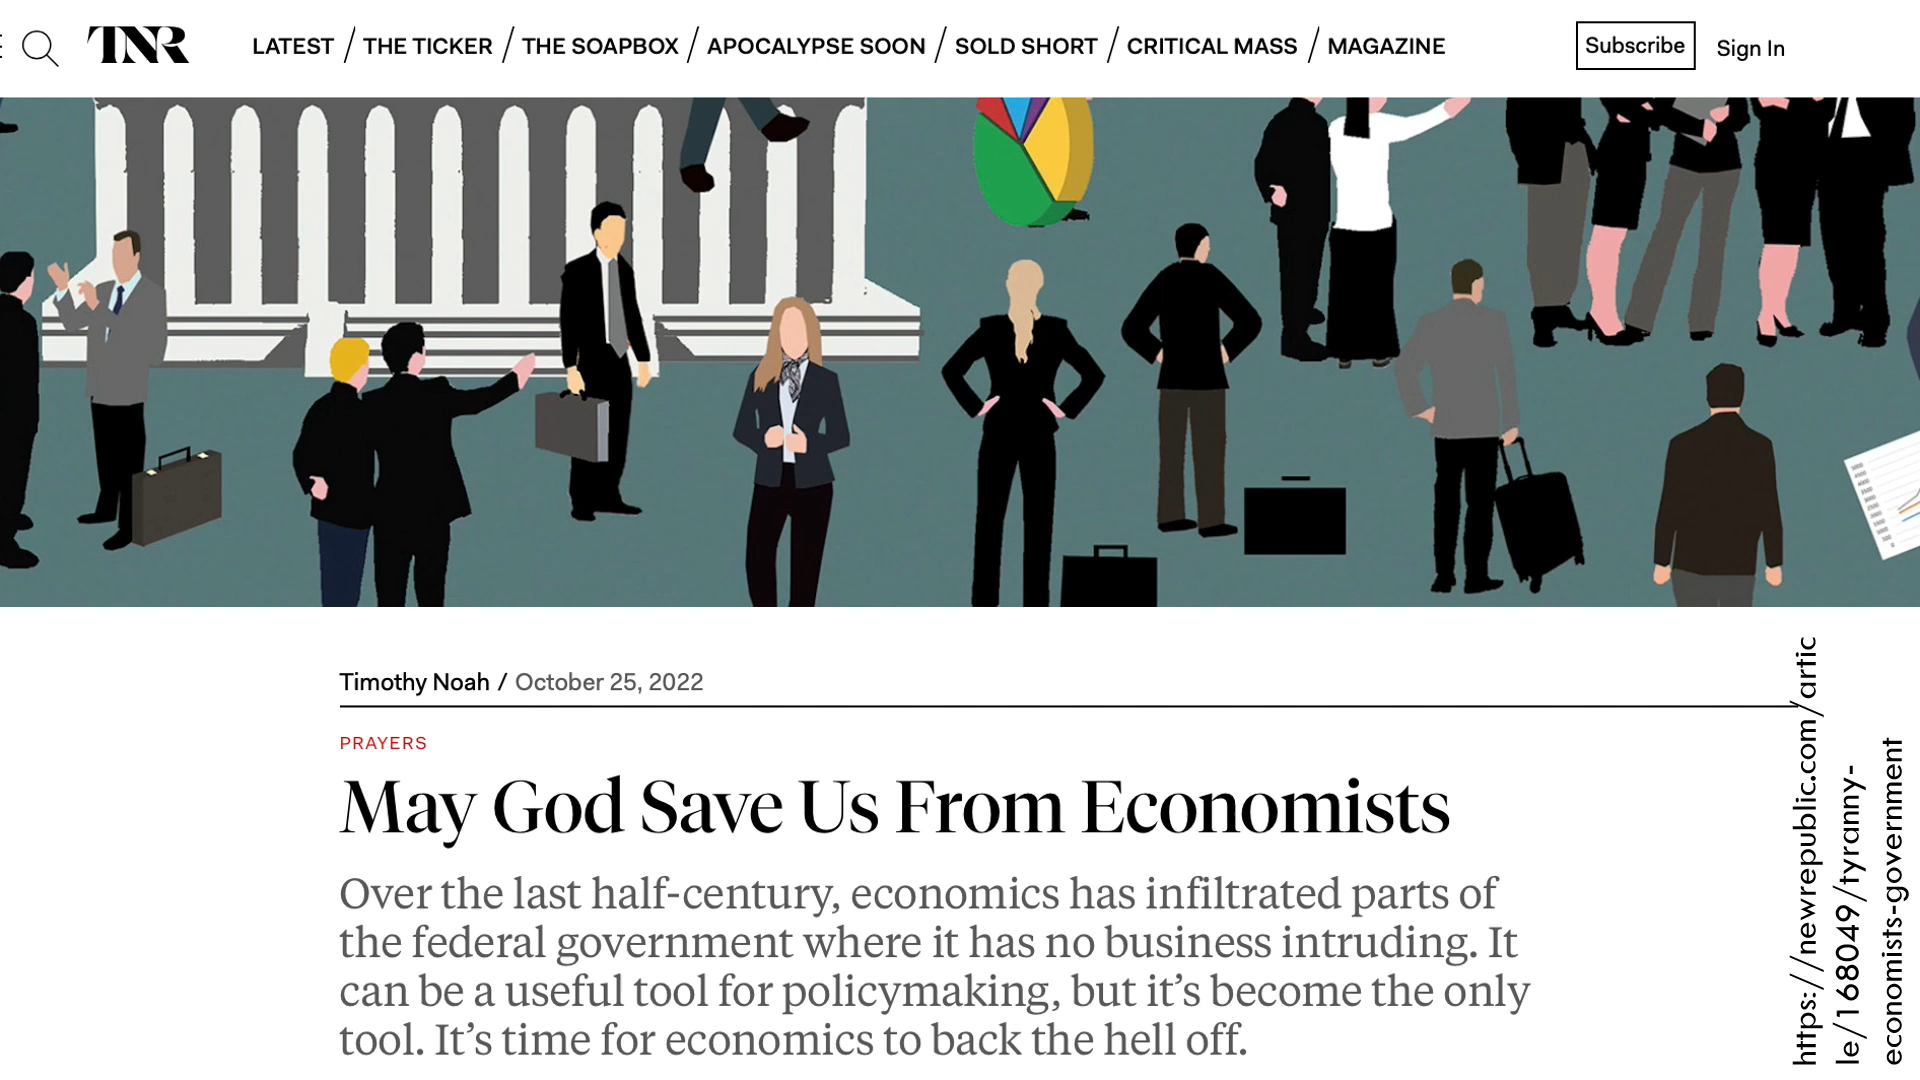 TNR
LATEST / THE TICKER / THE SOAPBOX / APOCALYPSE SOON / SOLD SHORT / CRITICAL MASS / MAGAZINE
Subscribe
Sign In
Timothy Noah / October 25, 2022
PRAYERS
May God Save Us From Economists
Over the last half-century, economics has infiltrated parts of
the federal government where it has no business intruding. It
can be a useful tool for policymaking, but it’s become the only
tool. It’s time for economics to back the hell off.
https://newrepublic.com/artic
le/168049/tyranny-
economists-government